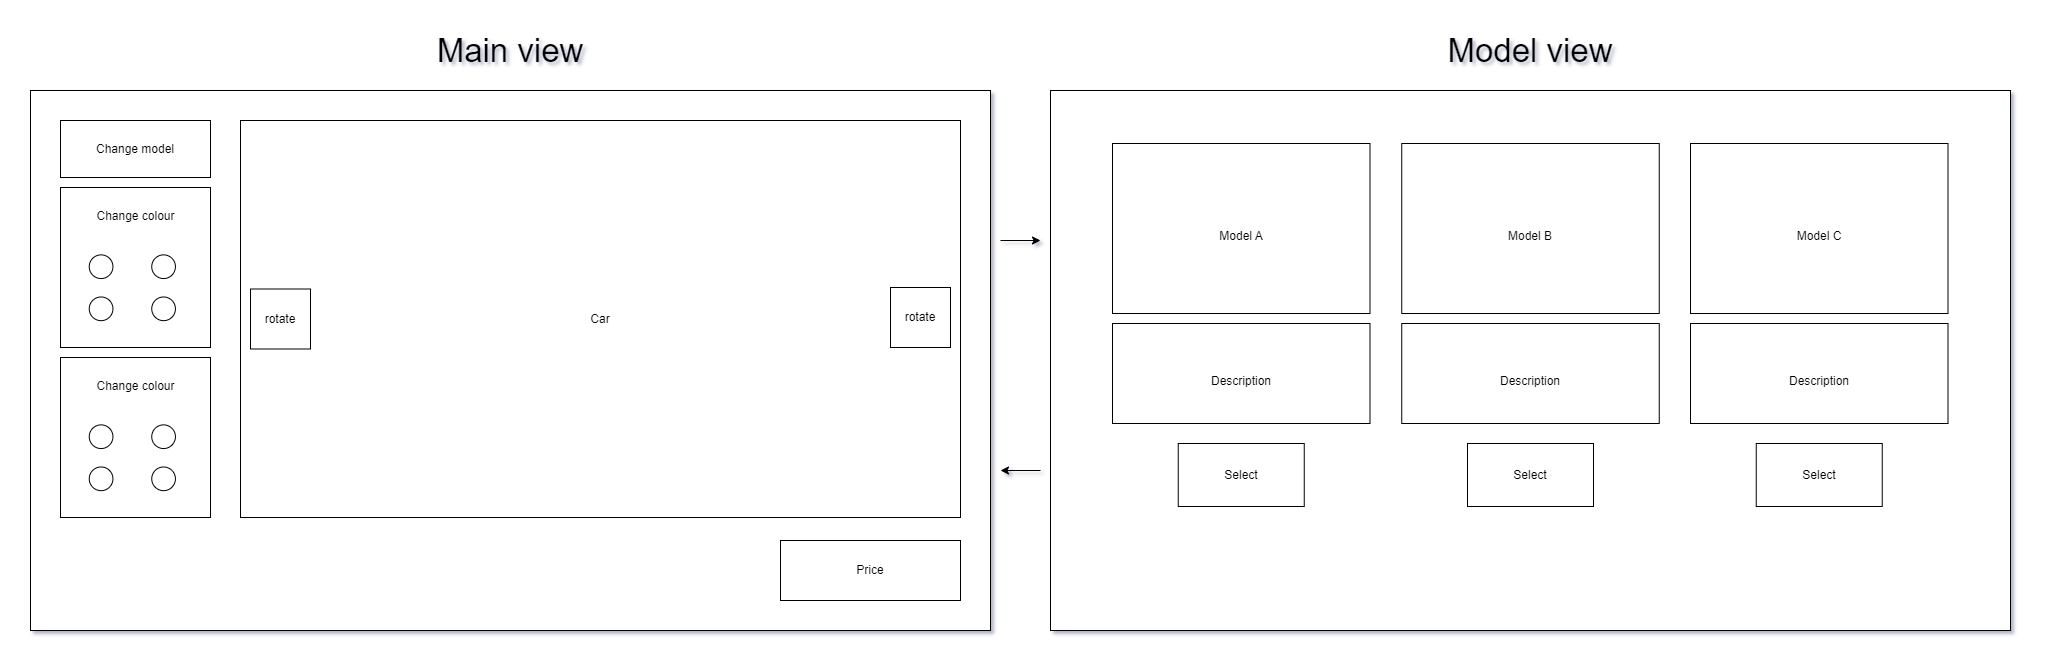 Main view
Change model
Change colour
Change colour
rotate
Car
rotate
Price
Model view
Model A
Model B
Model C
Description
Description
Description
Select
Select
Select